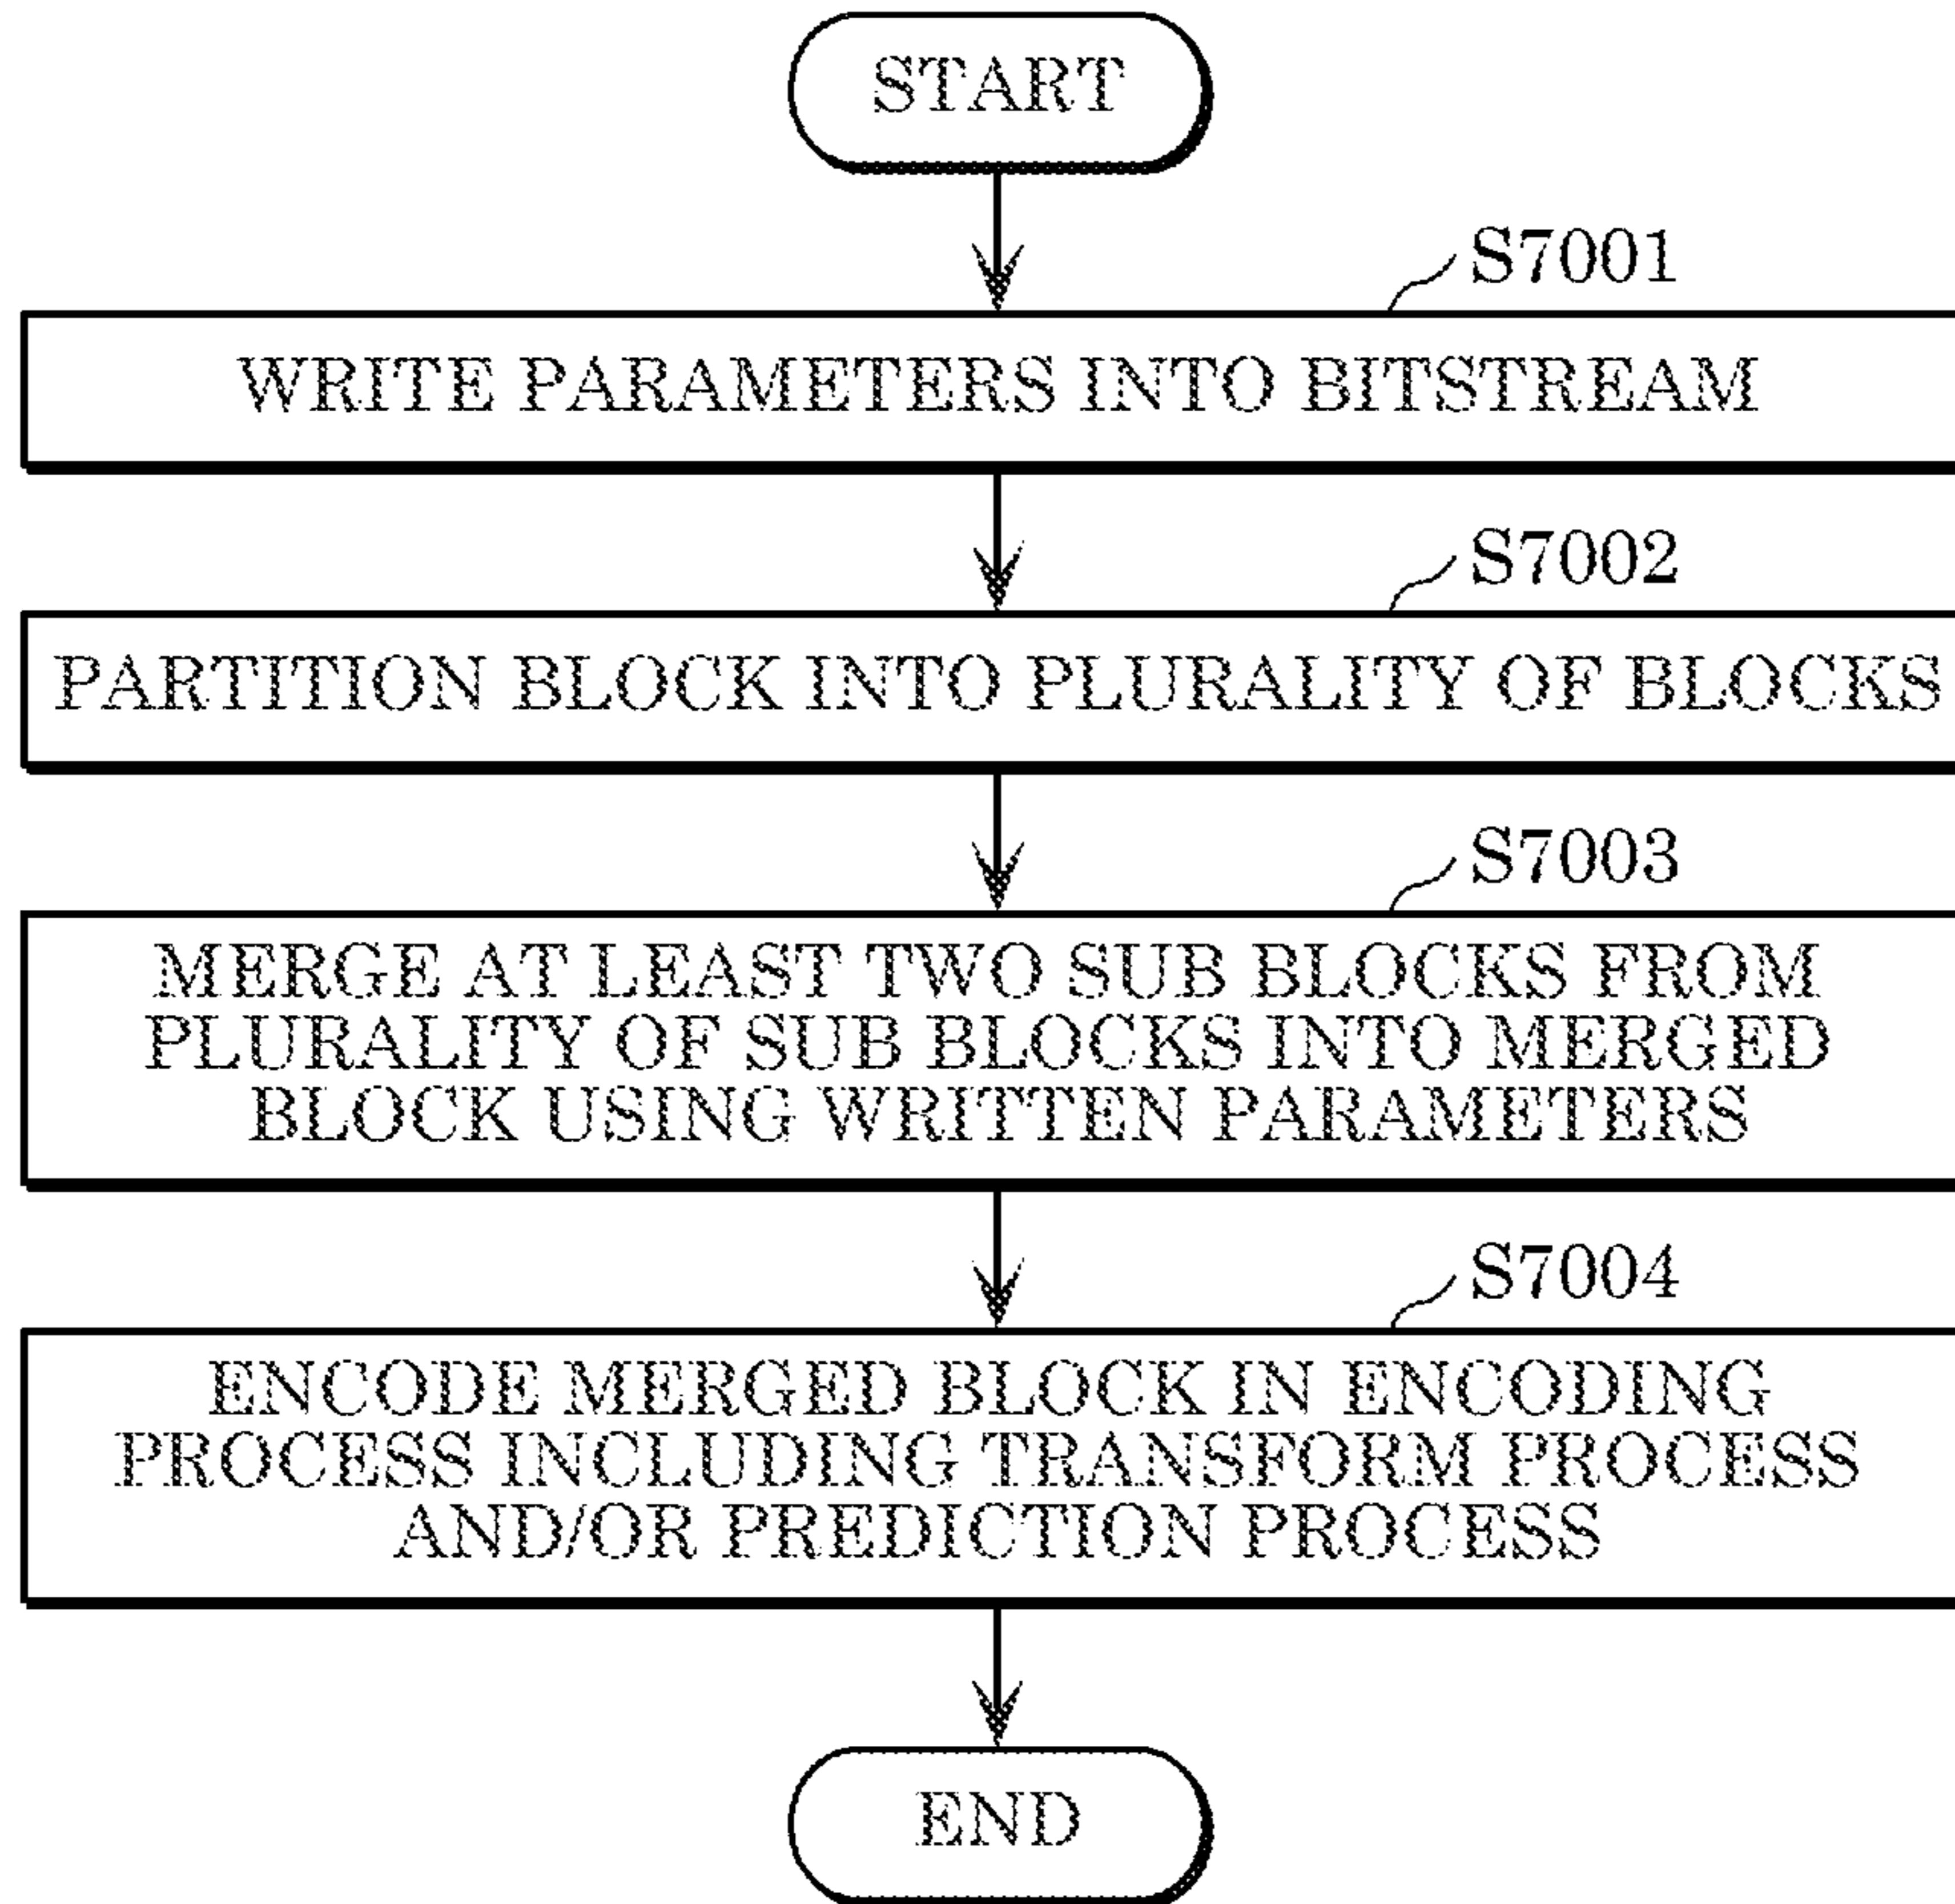 START
S7001
WRITE PARAMETERS INTO BITSTREAM
S7002
PARTITION BLOCK INTO PLURALITY OF BLOCKS
S7003
MERGE AT LEAST TWO SUB BLOCKS FROM
PLURALITY OF SUB BLOCKS INTO MERGED
BLOCK USING WRITTEN PARAMETERS
S7004
ENCODE MERGED BLOCK IN ENCODING
PROCESS INCLUDING TRANSFORM PROCESS
AND/OR PREDICTION PROCESS
END